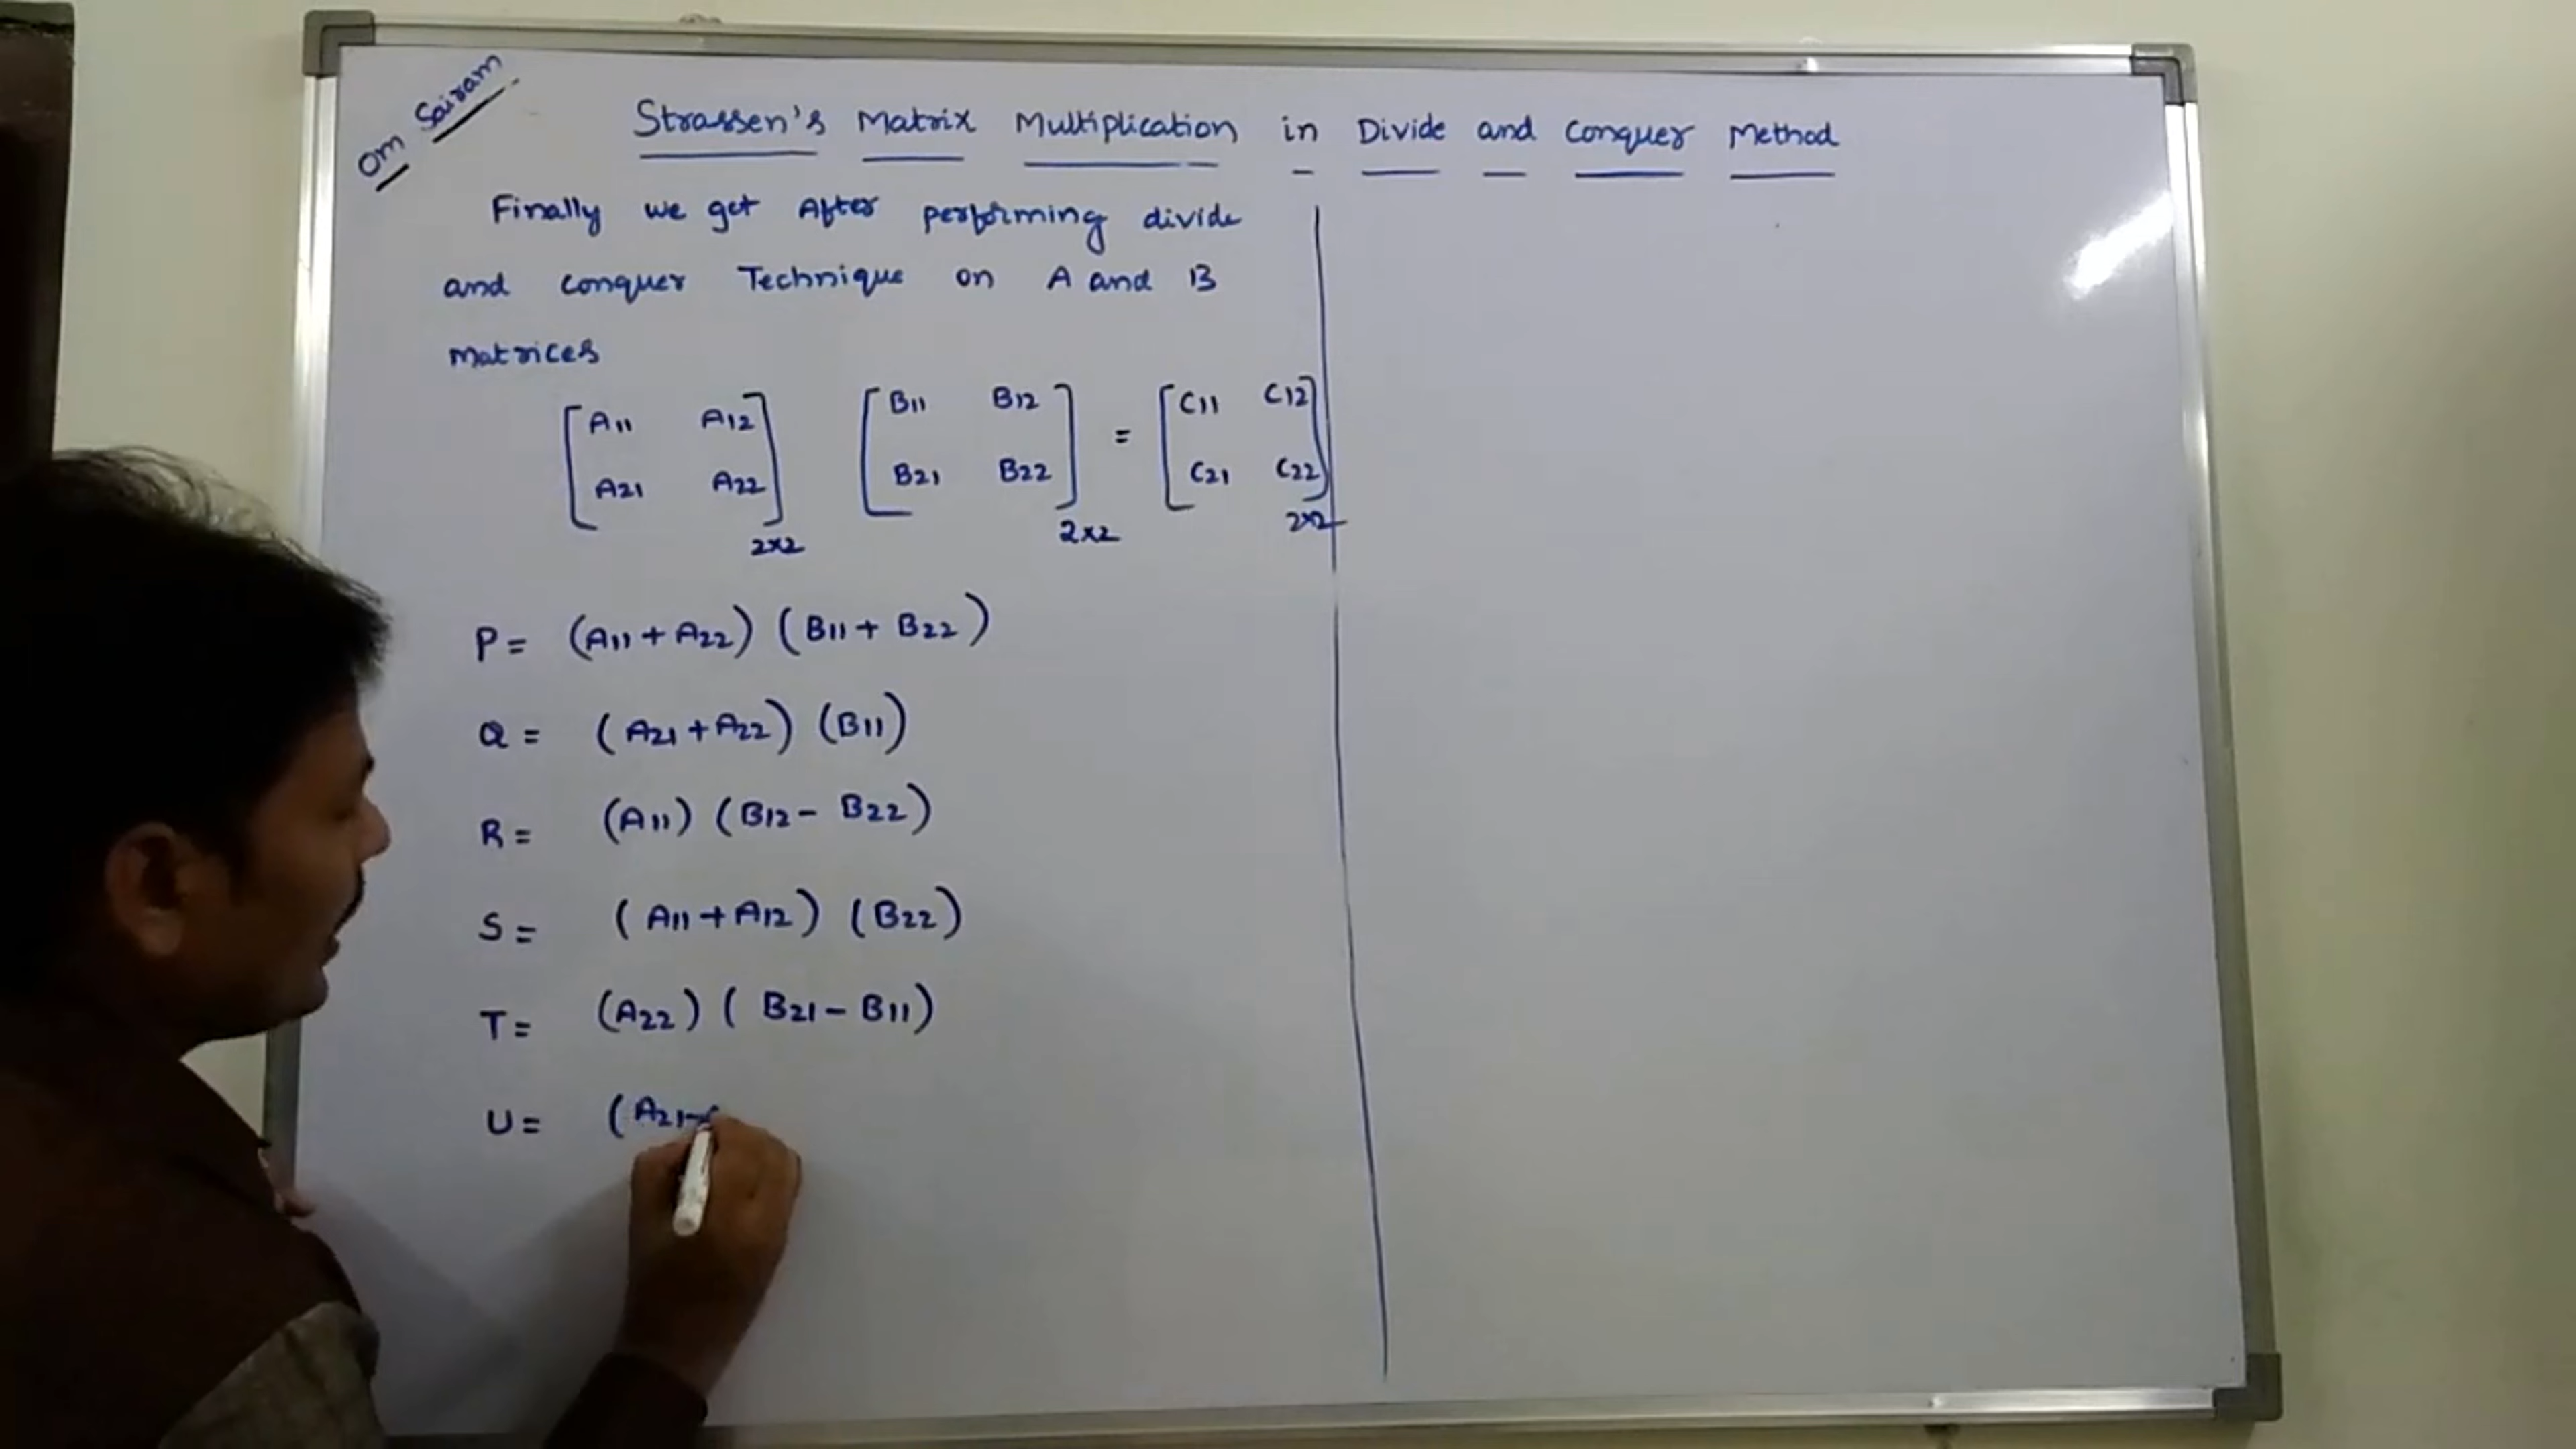 Om Sairam
Strassen's Matrix Multiplication in Divide and Conquer Method
Finally we get After performing divide
and conquer Technique on A and B
Matrices
[A11 A12] [B11 B12] = [C11 C12]
[A21 A22] [B21 B22] [C21 C22]
2x2 2x2 2x2
P = (A11 + A22) (B11 + B22)
Q = (A21 + A22) (B11)
R = (A11) (B12 - B22)
S = (A11 + A12) (B22)
T = (A22) (B21 - B11)
U = (A21 -